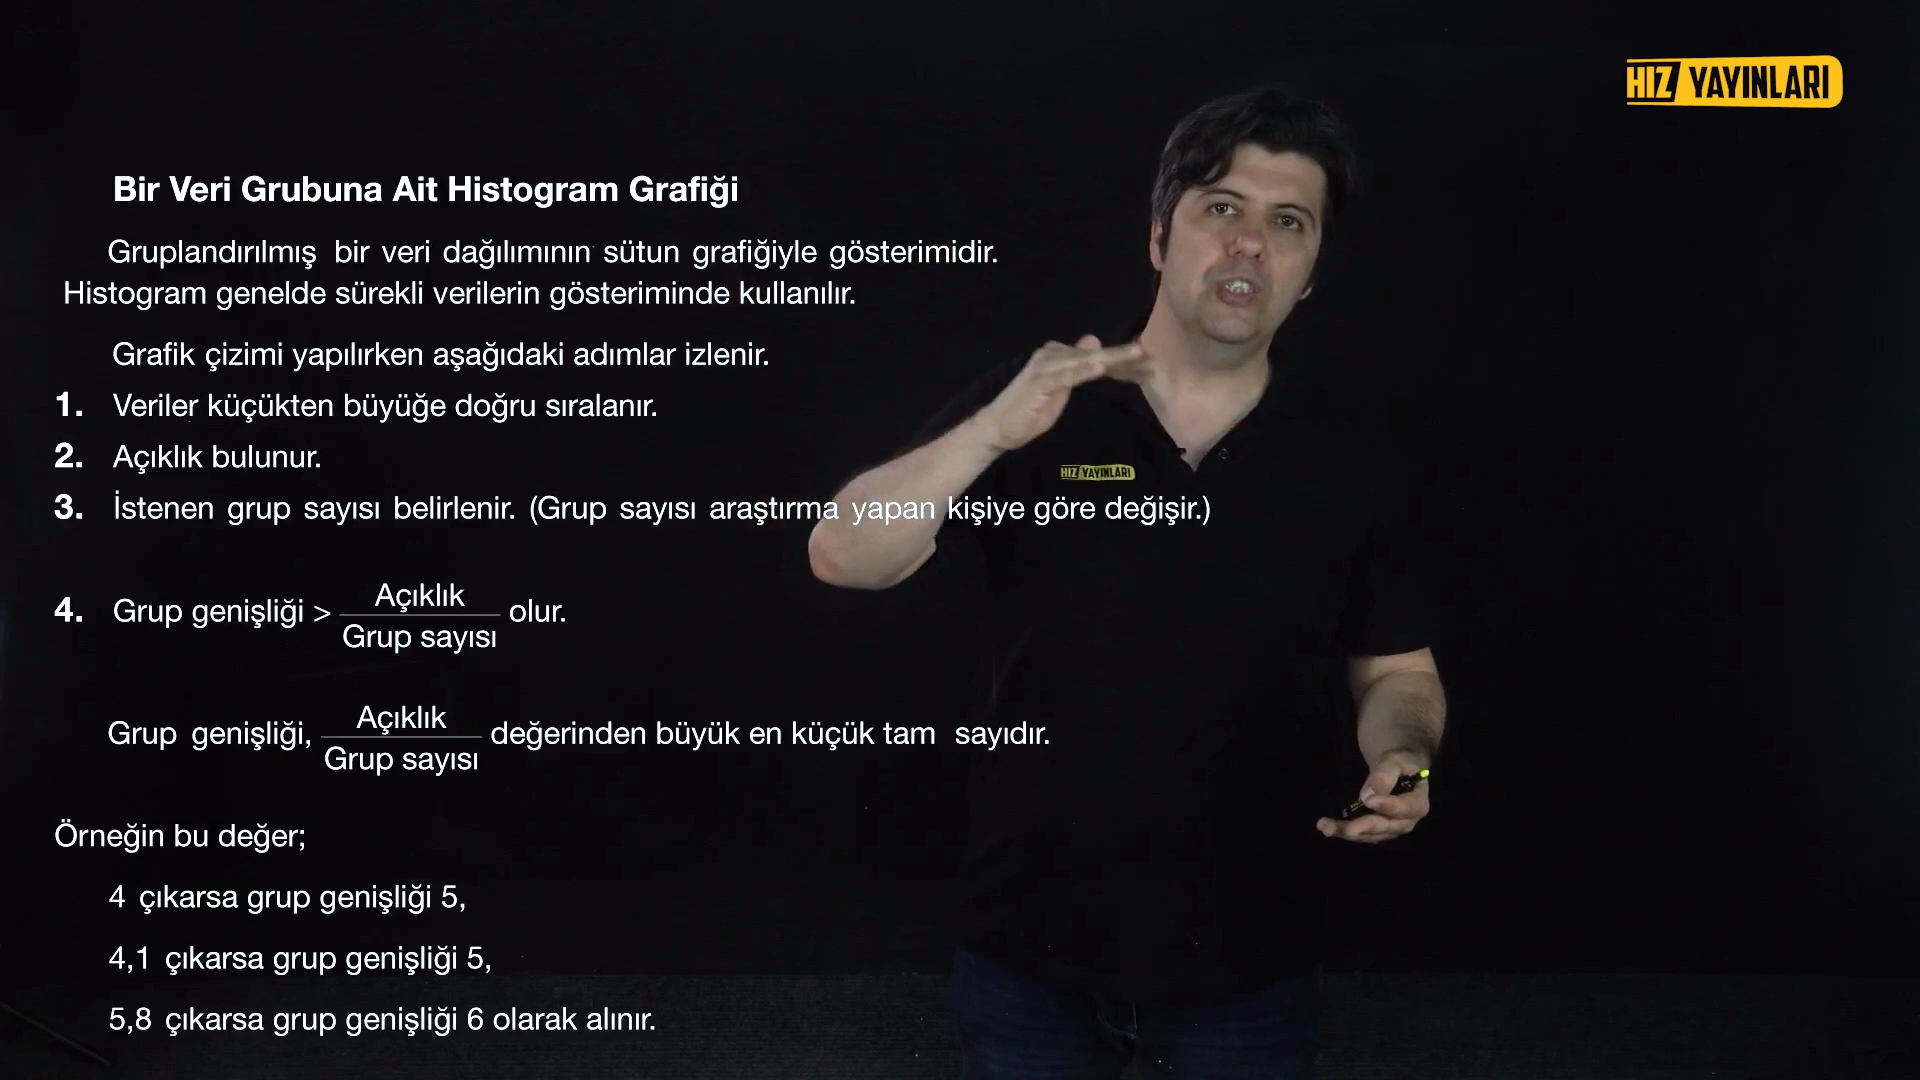 HIZ YAYINLARI
Bir Veri Grubuna Ait Histogram Grafiği
Gruplandırılmış bir veri dağılımının sütun grafiğiyle gösterimidir.
Histogram genelde sürekli verilerin gösteriminde kullanılır.
Grafik çizimi yapılırken aşağıdaki adımlar izlenir.
1. Veriler küçükten büyüğe doğru sıralanır.
2. Açıklık bulunur.
HIZ YAYINLARI
3. İstenen grup sayısı belirlenir. (Grup sayısı araştırma yapan kişiye göre değişir.)
4. Grup genişliği > Açıklık / Grup sayısı olur.
Grup genişliği, Açıklık / Grup sayısı değerinden büyük en küçük tam sayıdır.
Örneğin bu değer;
4 çıkarsa grup genişliği 5,
4,1 çıkarsa grup genişliği 5,
5,8 çıkarsa grup genişliği 6 olarak alınır.